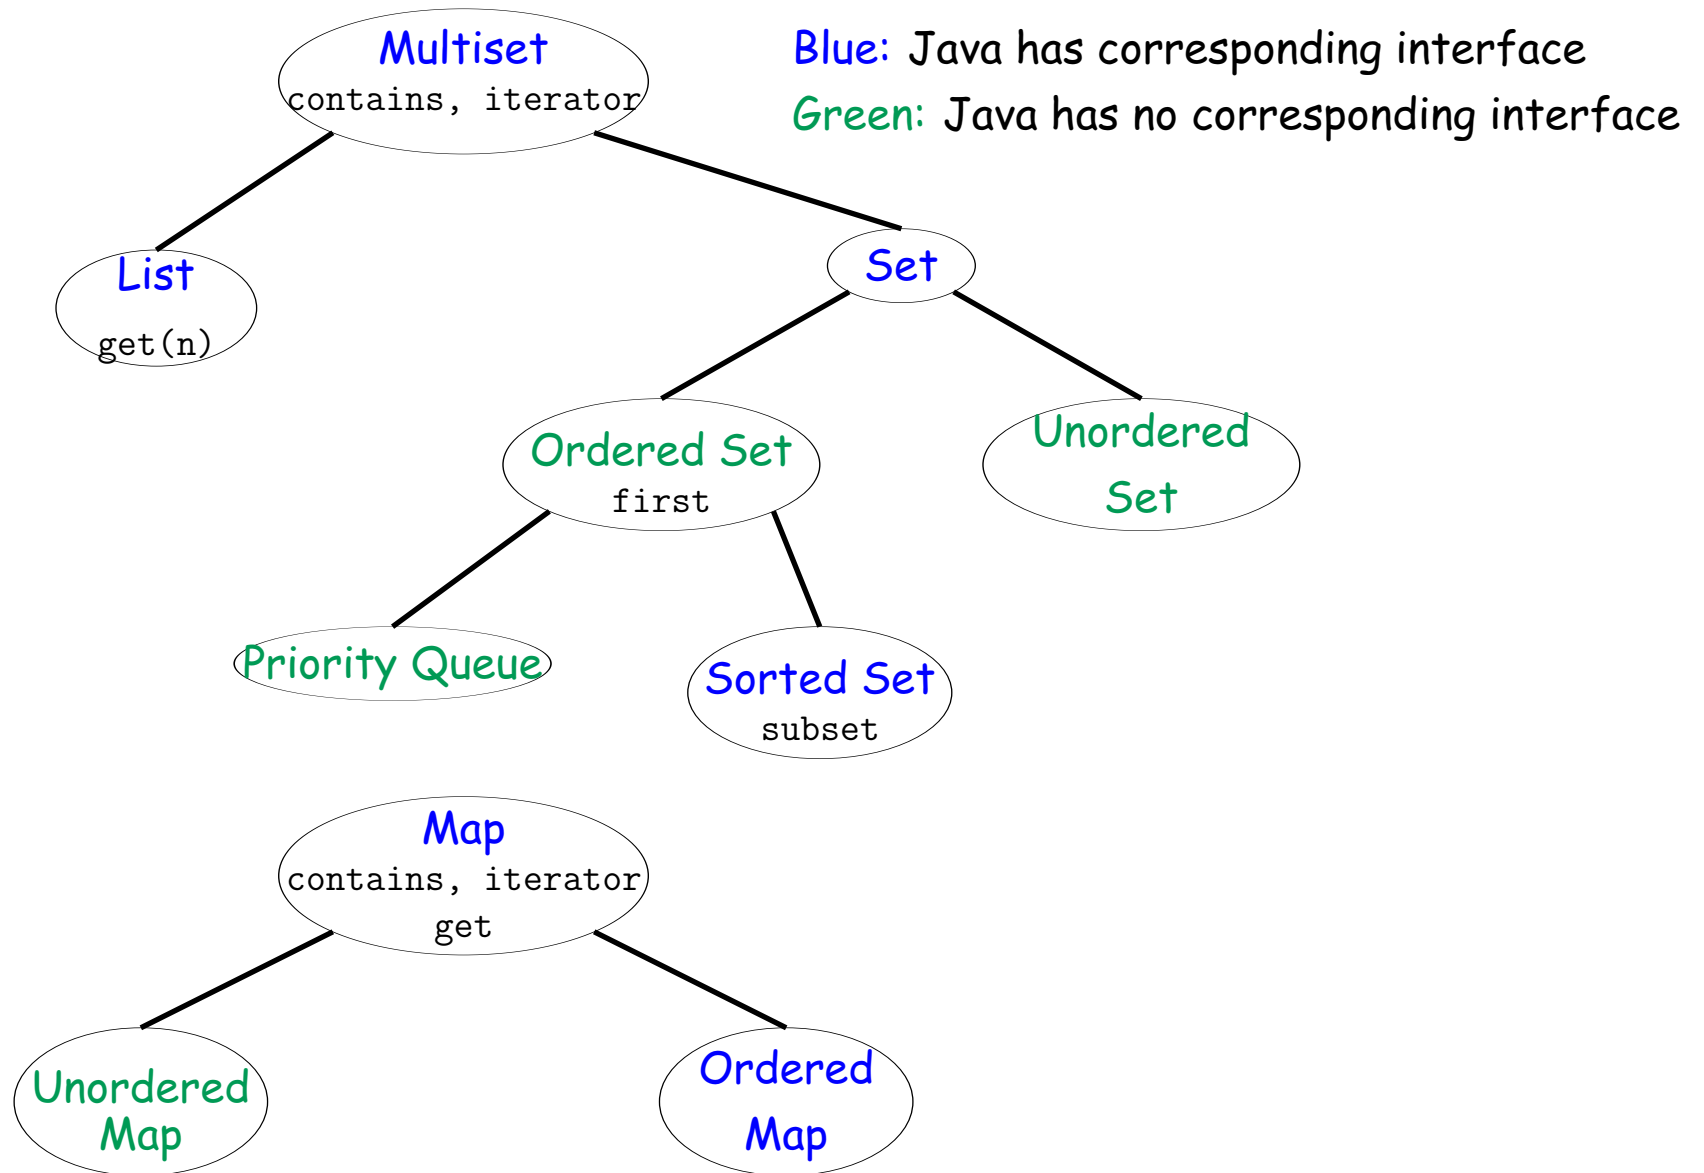 Multiset
contains, iterator
Blue: Java has corresponding interface
Green: Java has no corresponding interface
List
get(n)
Set
Ordered Set
first
Unordered
Set
Priority Queue
Sorted Set
subset
Map
contains, iterator
get
Unordered
Map
Ordered
Map